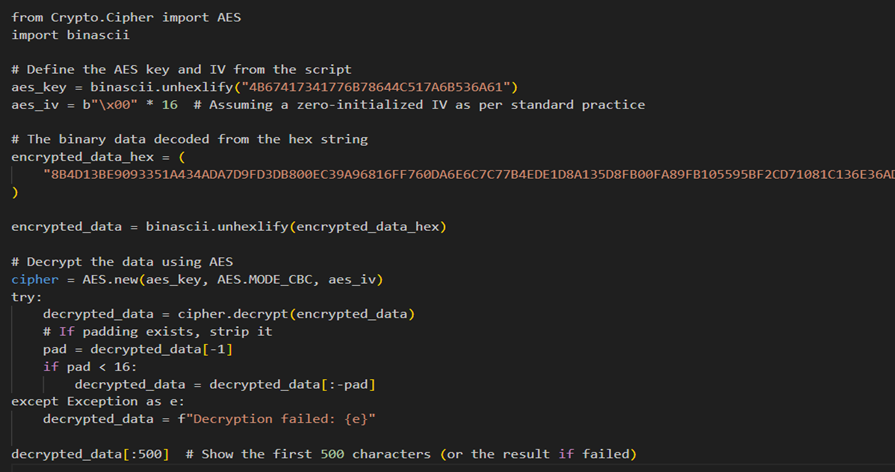 from Crypto.Cipher import AES
import binascii
# Define the AES key and IV from the script
aes_key = binascii.unhexlify("4B67417341776B78644C517A6B536A61")
aes_iv = b"\x00" * 16  # Assuming a zero-initialized IV as per standard practice
# The binary data decoded from the hex string
encrypted_data_hex = (
"8B4D13BE9093351A434ADA7D9FD3DB800EC39A96816FF760DA6E6C7C77B4EDE1D8A135D8FB00FA89FB105595BF2CD71081C136E36AD
)
encrypted_data = binascii.unhexlify(encrypted_data_hex)
# Decrypt the data using AES
cipher = AES.new(aes_key, AES.MODE_CBC, aes_iv)
try:
decrypted_data = cipher.decrypt(encrypted_data)
# If padding exists, strip it
pad = decrypted_data[-1]
if pad < 16:
decrypted_data = decrypted_data[:-pad]
except Exception as e:
decrypted_data = f"Decryption failed: {e}"
decrypted_data[:500]  # Show the first 500 characters (or the result if failed)